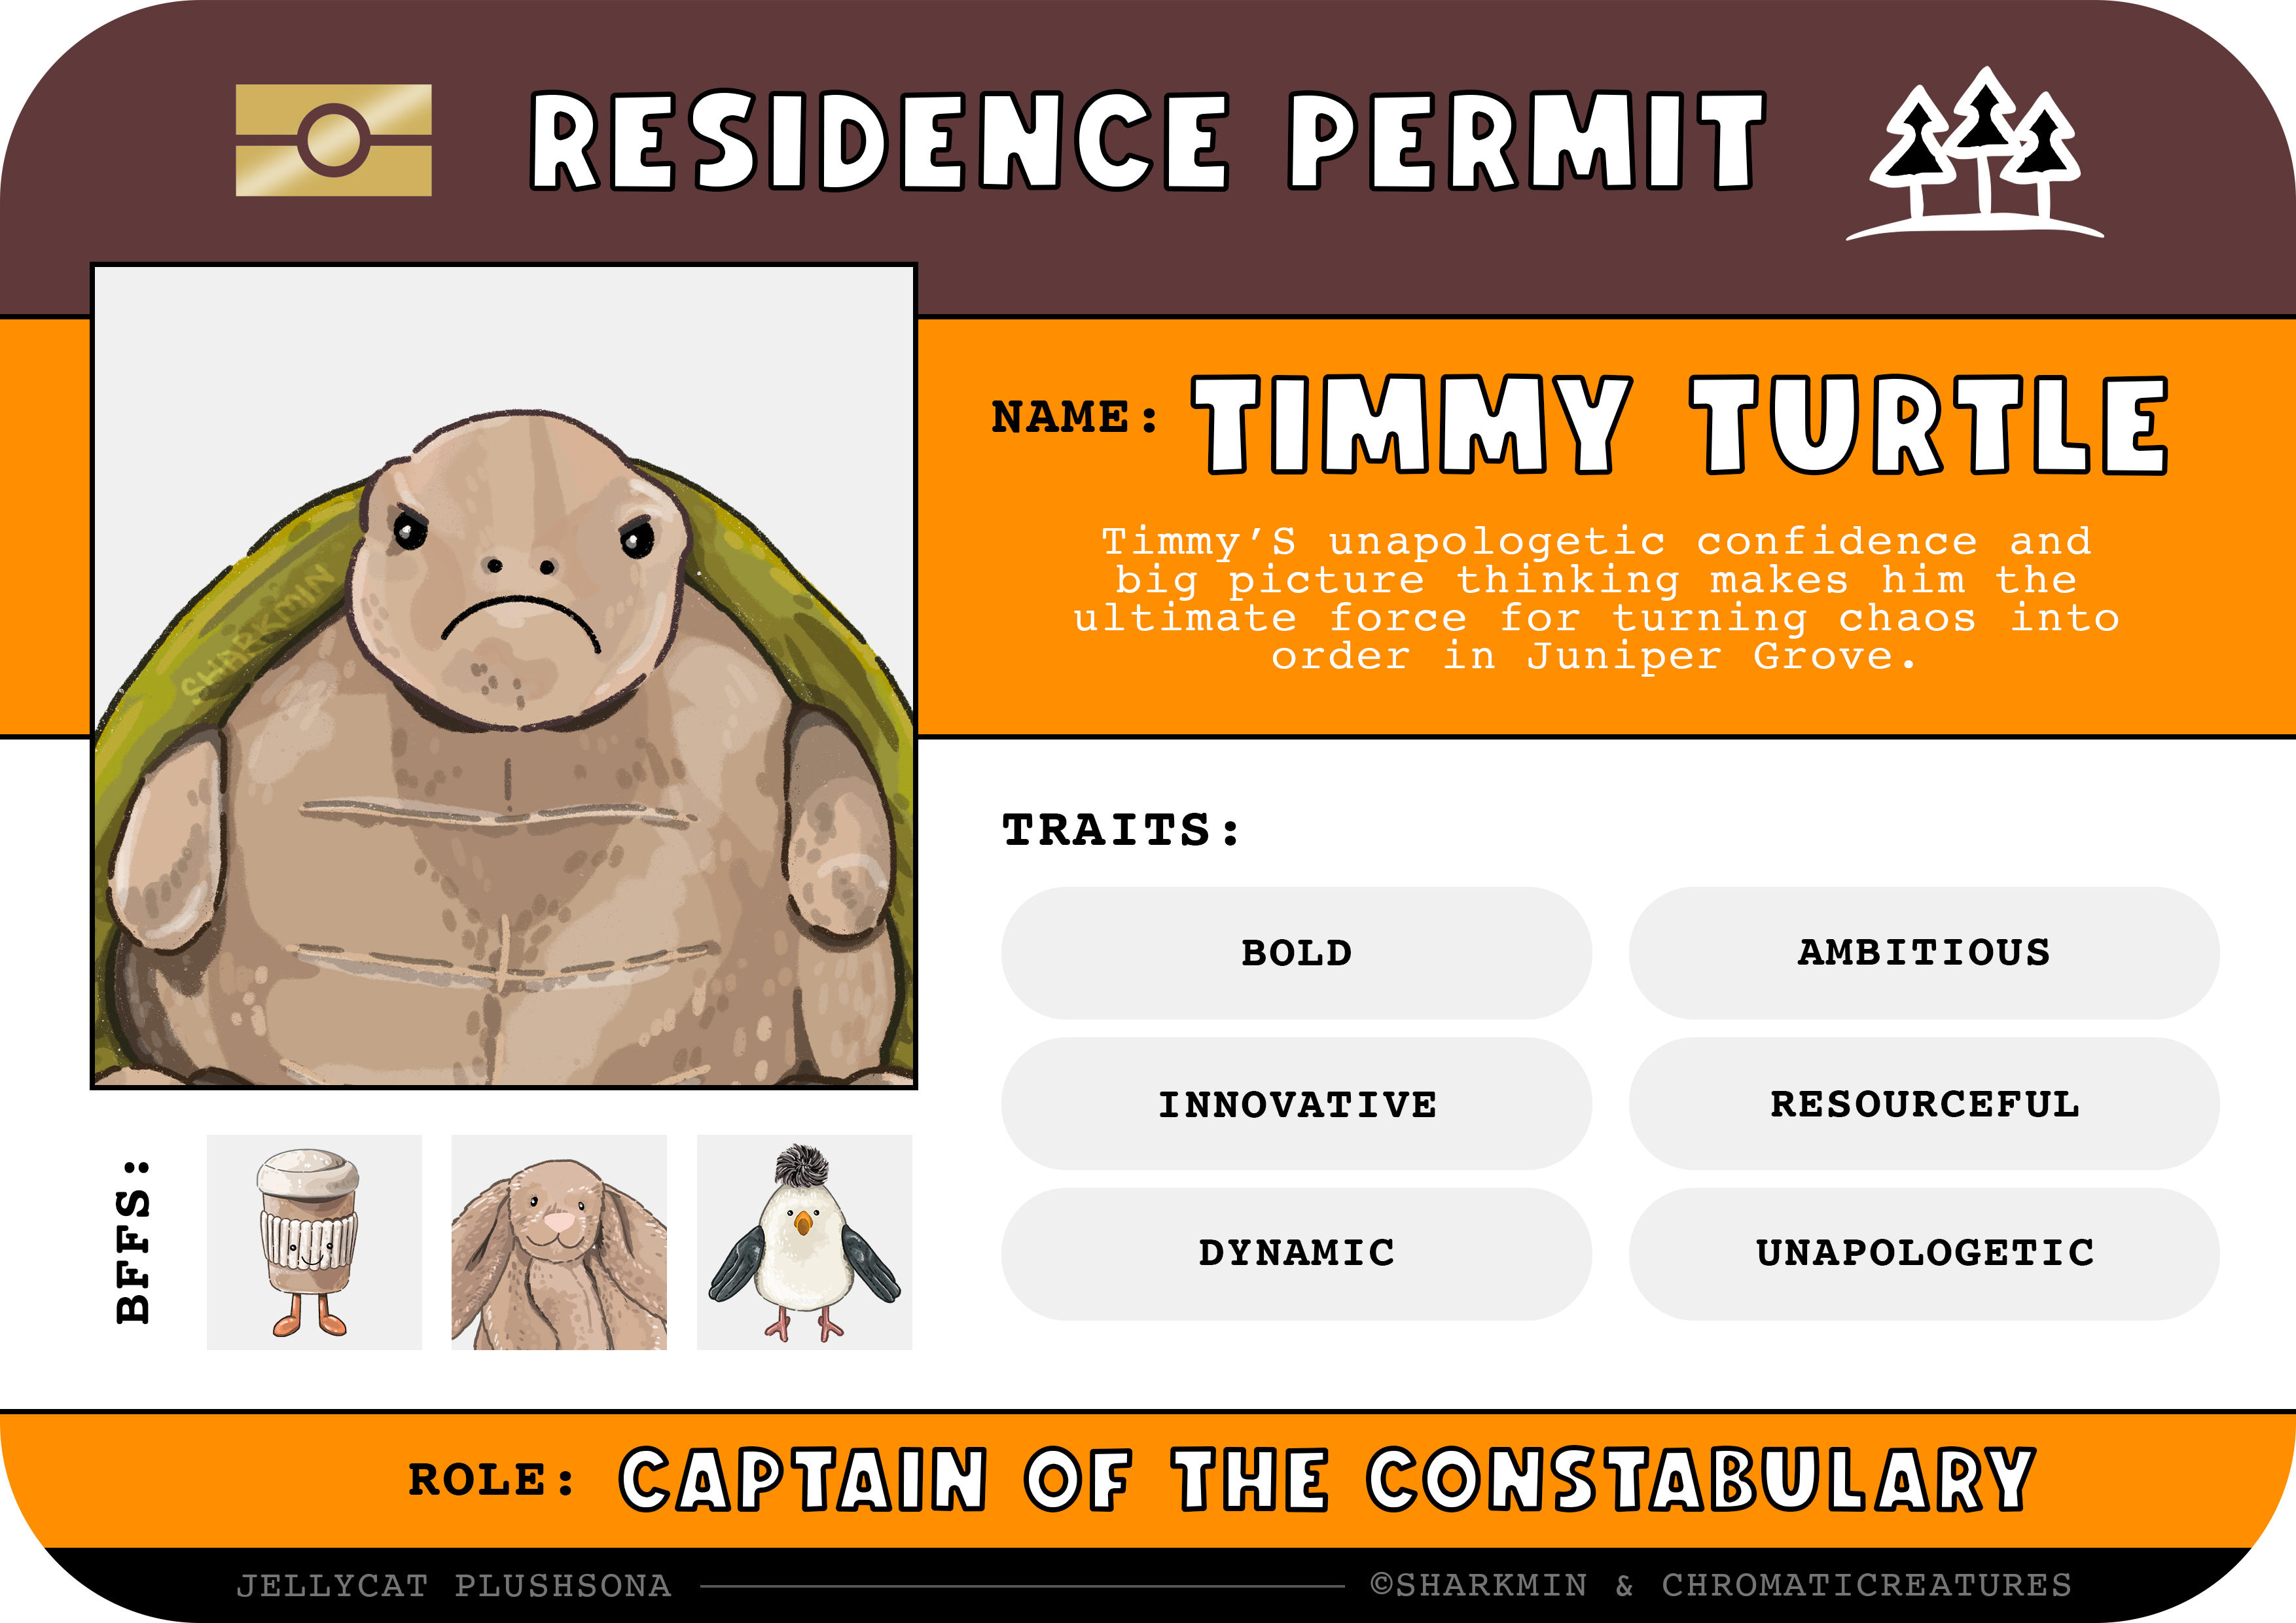 RESIDENCE PERMIT
NAME: TIMMY TURTLE
Timmy’S unapologetic confidence and
big picture thinking makes him the
ultimate force for turning chaos into
order in Juniper Grove.
SHARKMIN
TRAITS:
BOLD
AMBITIOUS
INNOVATIVE
RESOURCEFUL
DYNAMIC
UNAPOLOGETIC
BFFS:
ROLE: CAPTAIN OF THE CONSTABULARY
JELLYCAT PLUSHSONA
©SHARKMIN & CHROMATICREATURES